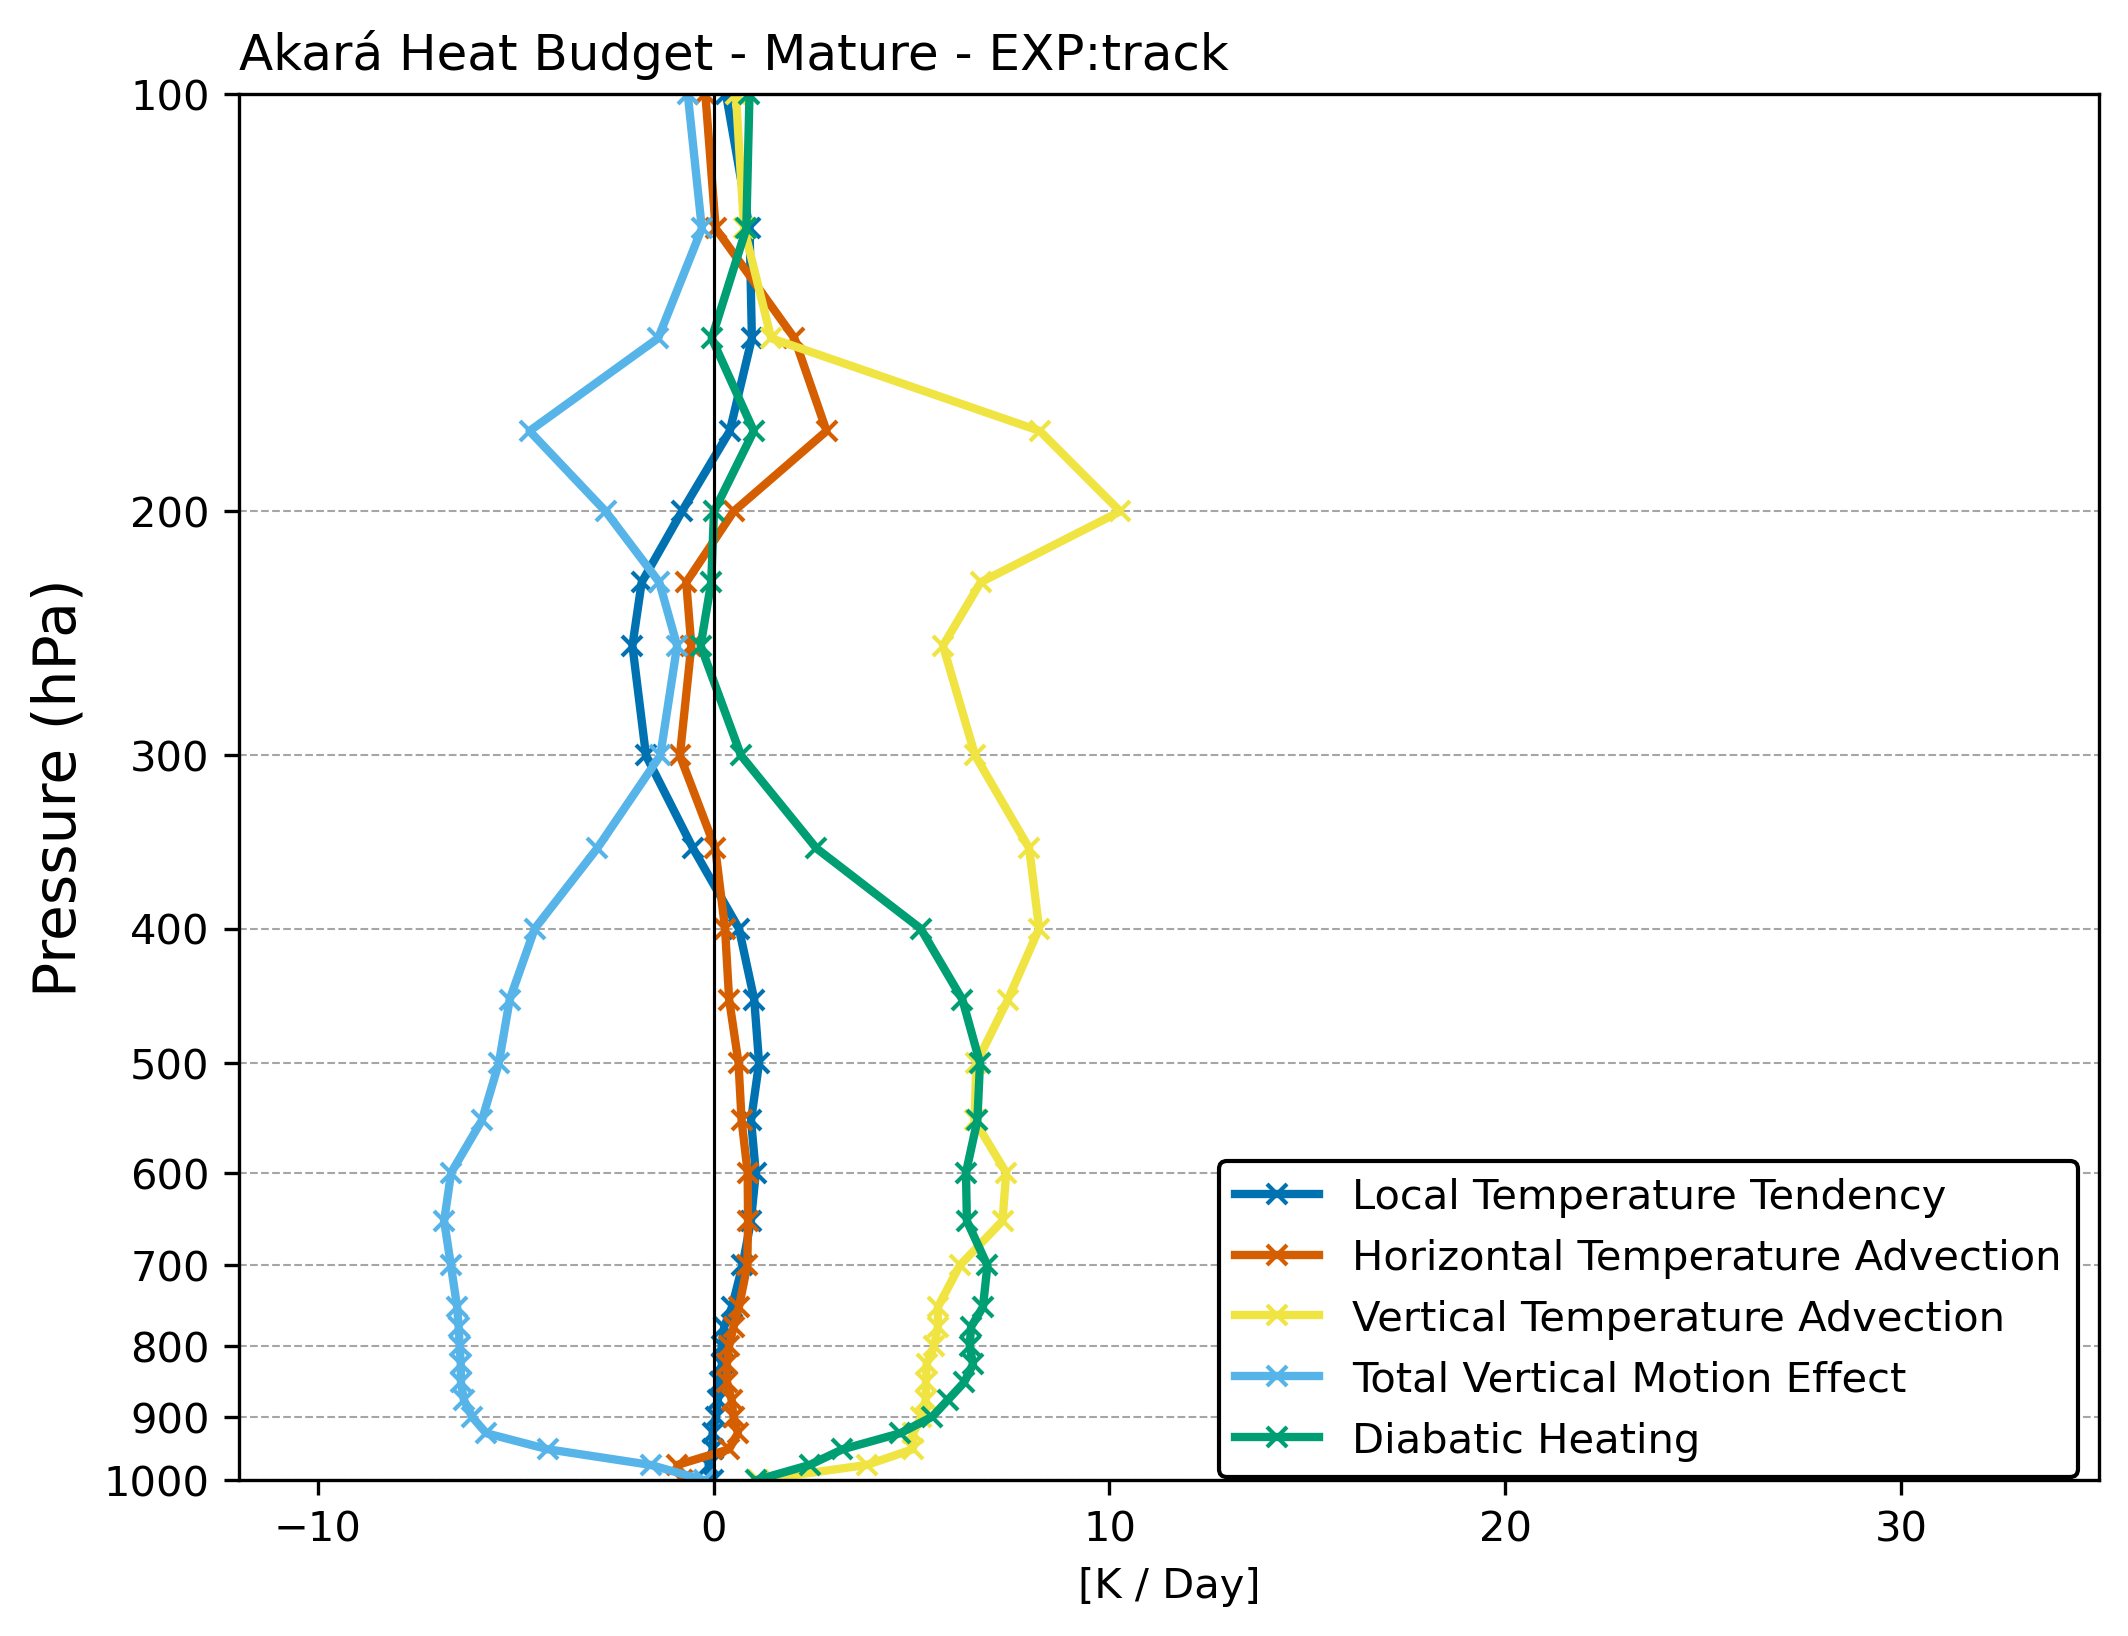 Akará Heat Budget - Mature - EXP:track
100
200
300
400
500
600
700
800
900
1000
Pressure (hPa)
Local Temperature Tendency
Horizontal Temperature Advection
Vertical Temperature Advection
Total Vertical Motion Effect
Diabatic Heating
−10 0 10 20 30
[K / Day]